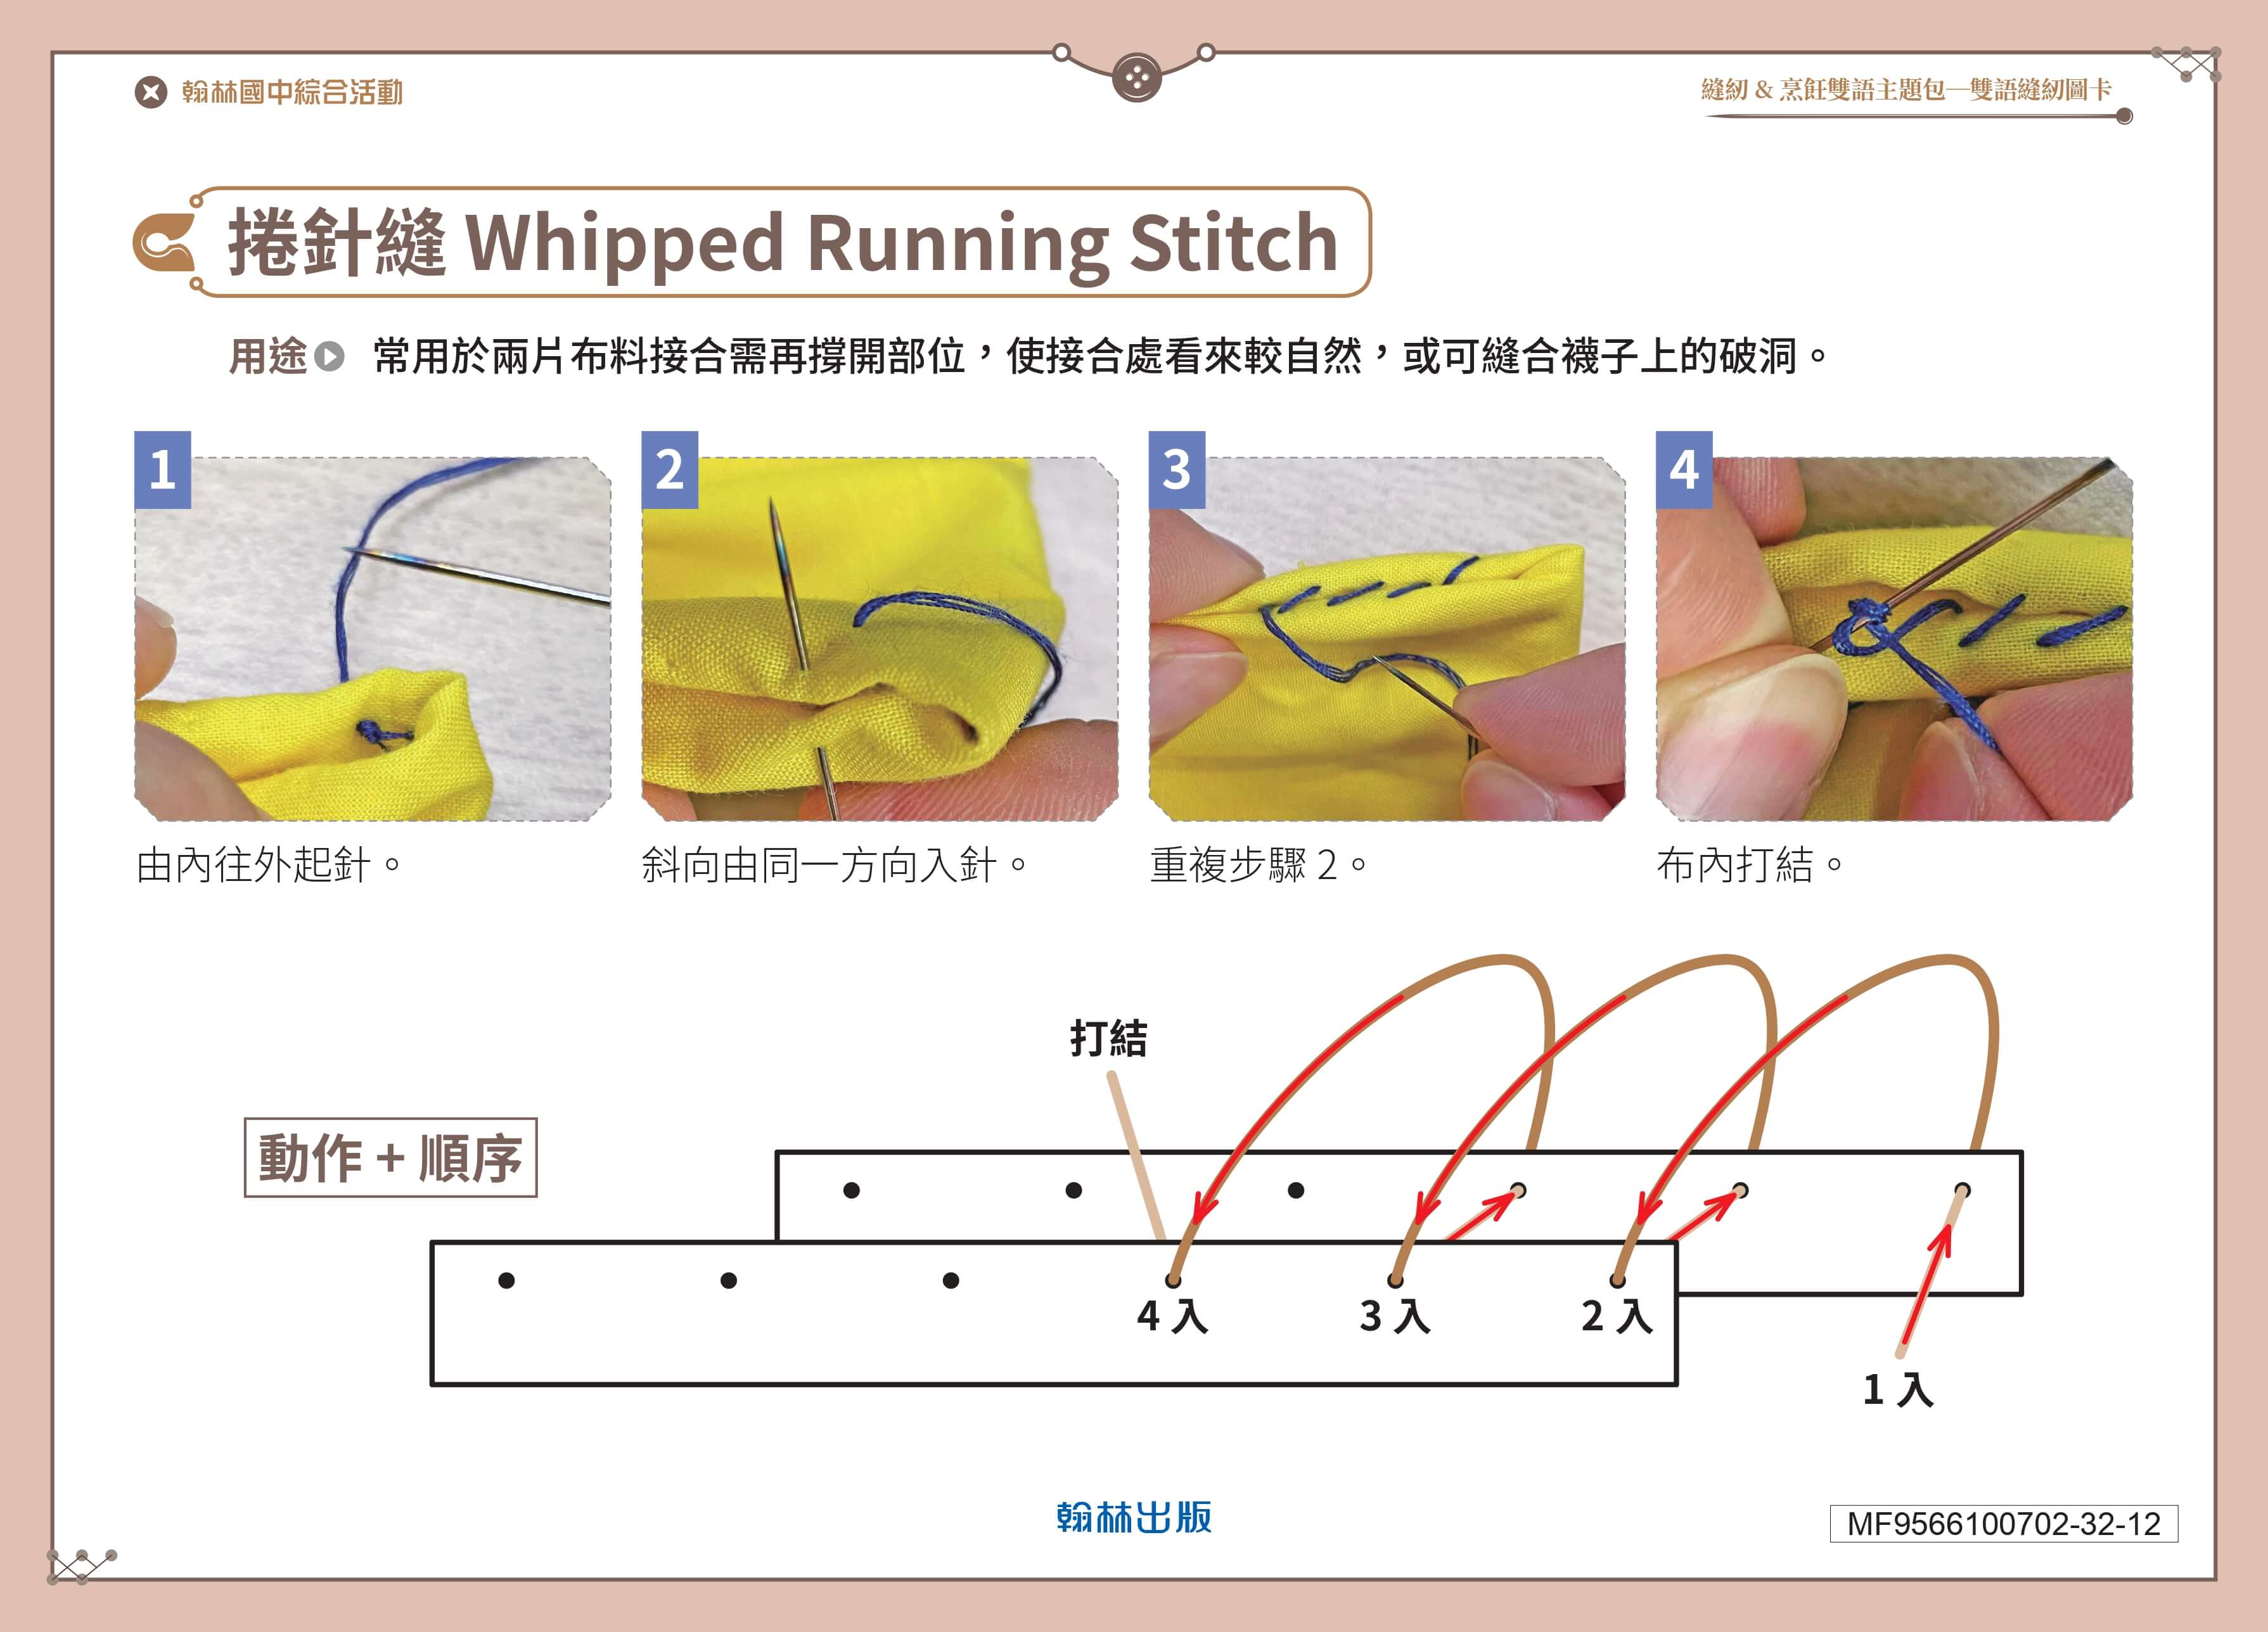 翰林國中綜合活動
縫紉 & 烹飪雙語主題包—雙語縫紉圖卡
捲針縫 Whipped Running Stitch
用途 常用於兩片布料接合需再撐開部位，使接合處看來較自然，或可縫合襪子上的破洞。
1
2
3
4
由內往外起針。
斜向由同一方向入針。
重複步驟 2。
布內打結。
打結
動作 + 順序
4 入
3 入
2 入
1 入
翰林出版
MF9566100702-32-12